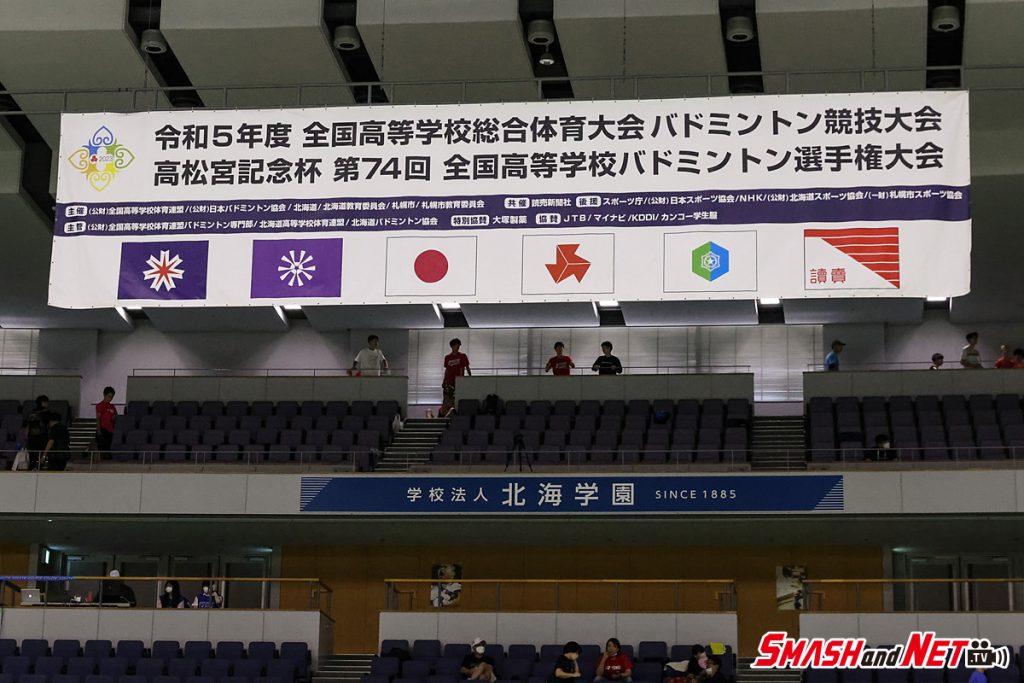 2023
令和5年度 全国高等学校総合体育大会 バドミントン競技大会
高松宮記念杯 第74回 全国高等学校バドミントン選手権大会
主催 (公財)全国高等学校体育連盟/(公財)日本バドミントン協会/北海道/北海道教育委員会/札幌市/札幌市教育委員会 共催 読売新聞社 後援 スポーツ庁/(公財)日本スポーツ協会/NHK/(公財)北海道スポーツ協会/(一財)札幌市スポーツ協会
主管 (公財)全国高等学校体育連盟バドミントン専門部/北海道高等学校体育連盟/北海道バドミントン協会 特別協賛 大塚製薬 協賛 JTB/マイナビ/KDDI/カンコー学生服
讀賣
学校法人 北海学園 SINCE 1885
SMASH and NET.TV